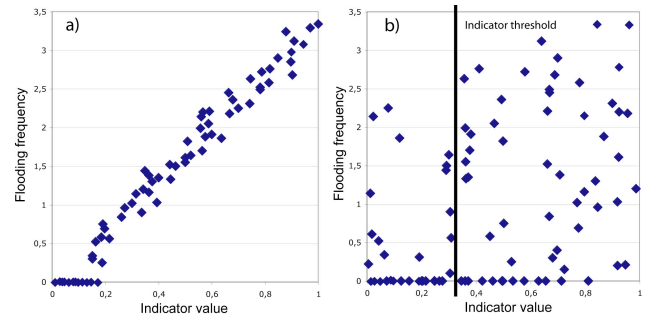 a)
Flooding frequency
3,5
3
2,5
2
1,5
1
0,5
0
0 0,2 0,4 0,6 0,8 1
Indicator value
b)
Indicator threshold
Flooding frequency
3,5
3
2,5
2
1,5
1
0,5
0
0 0,2 0,4 0,6 0,8 1
Indicator value